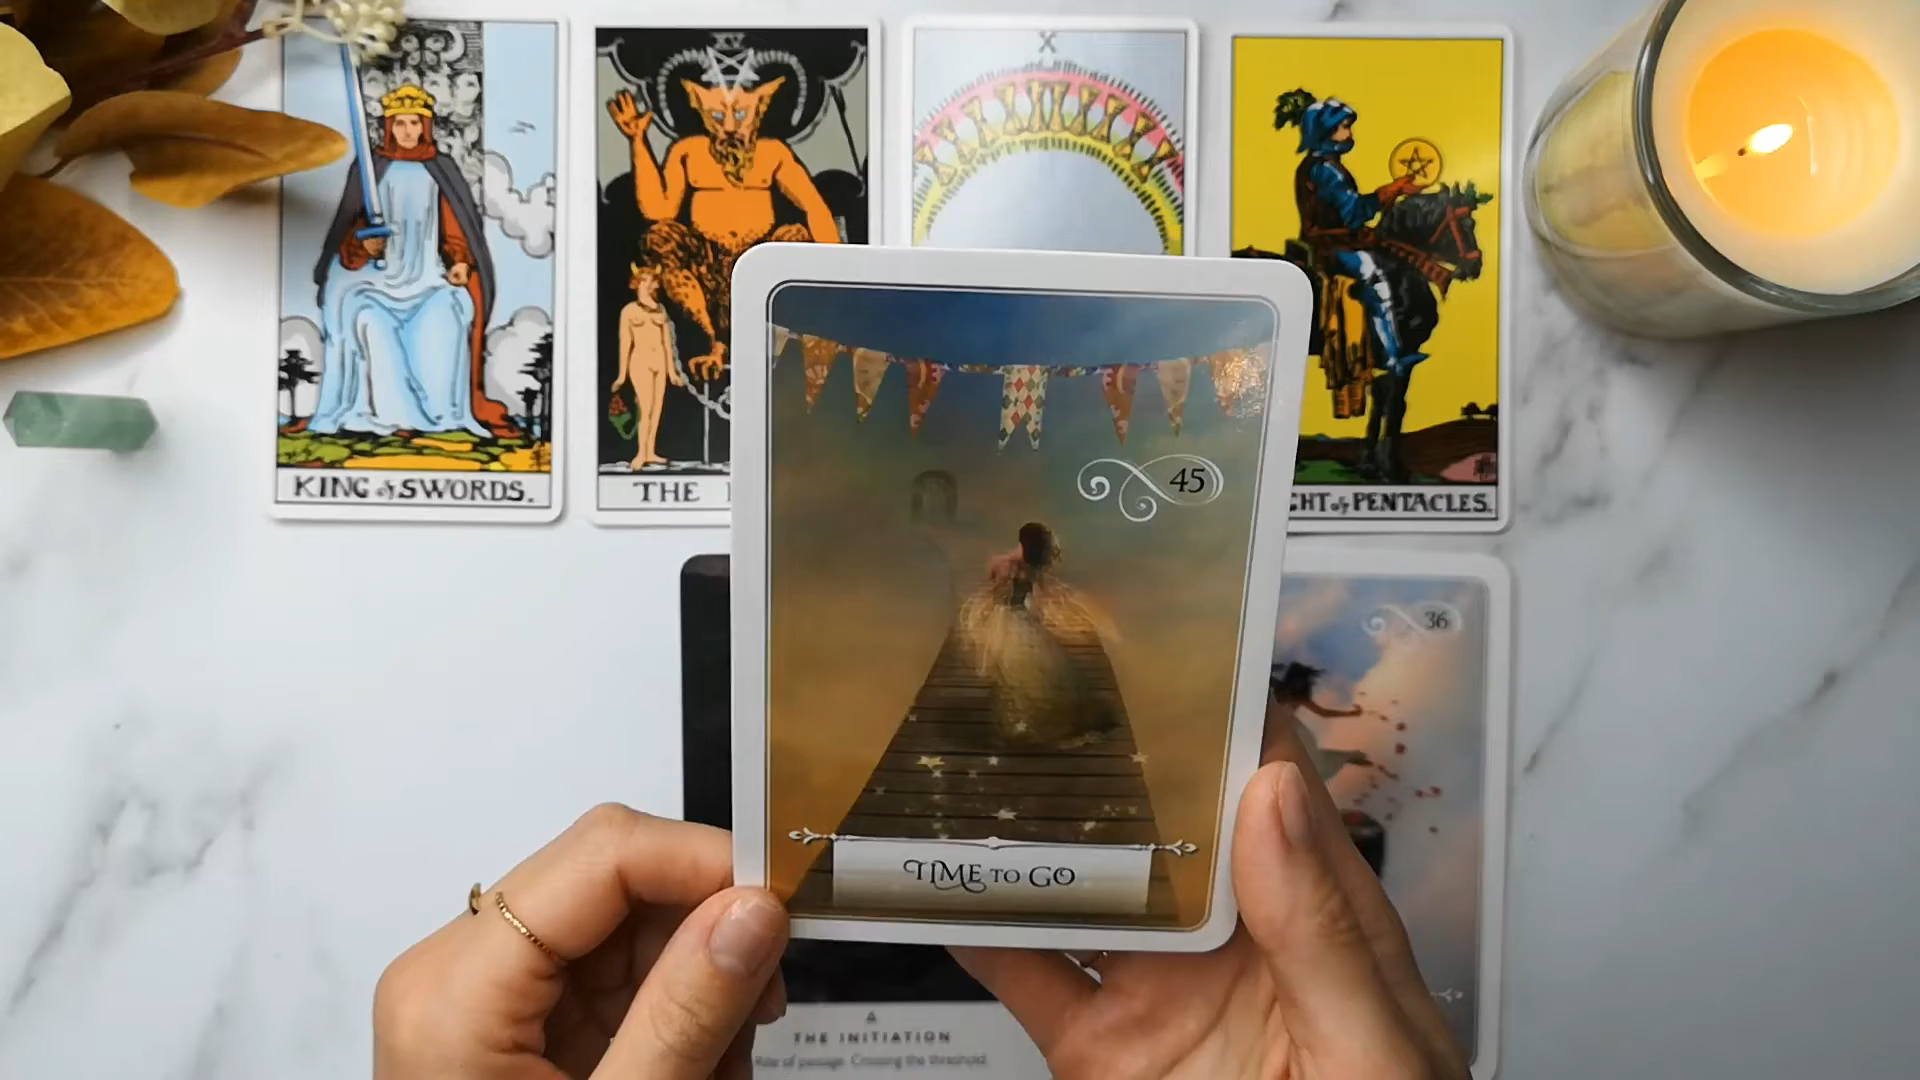 XV
X
KING of SWORDS.
THE
GHT of PENTACLES.
45
36
TIME TO GO
THE INITIATION
Rite of passage. Crossing the threshold.